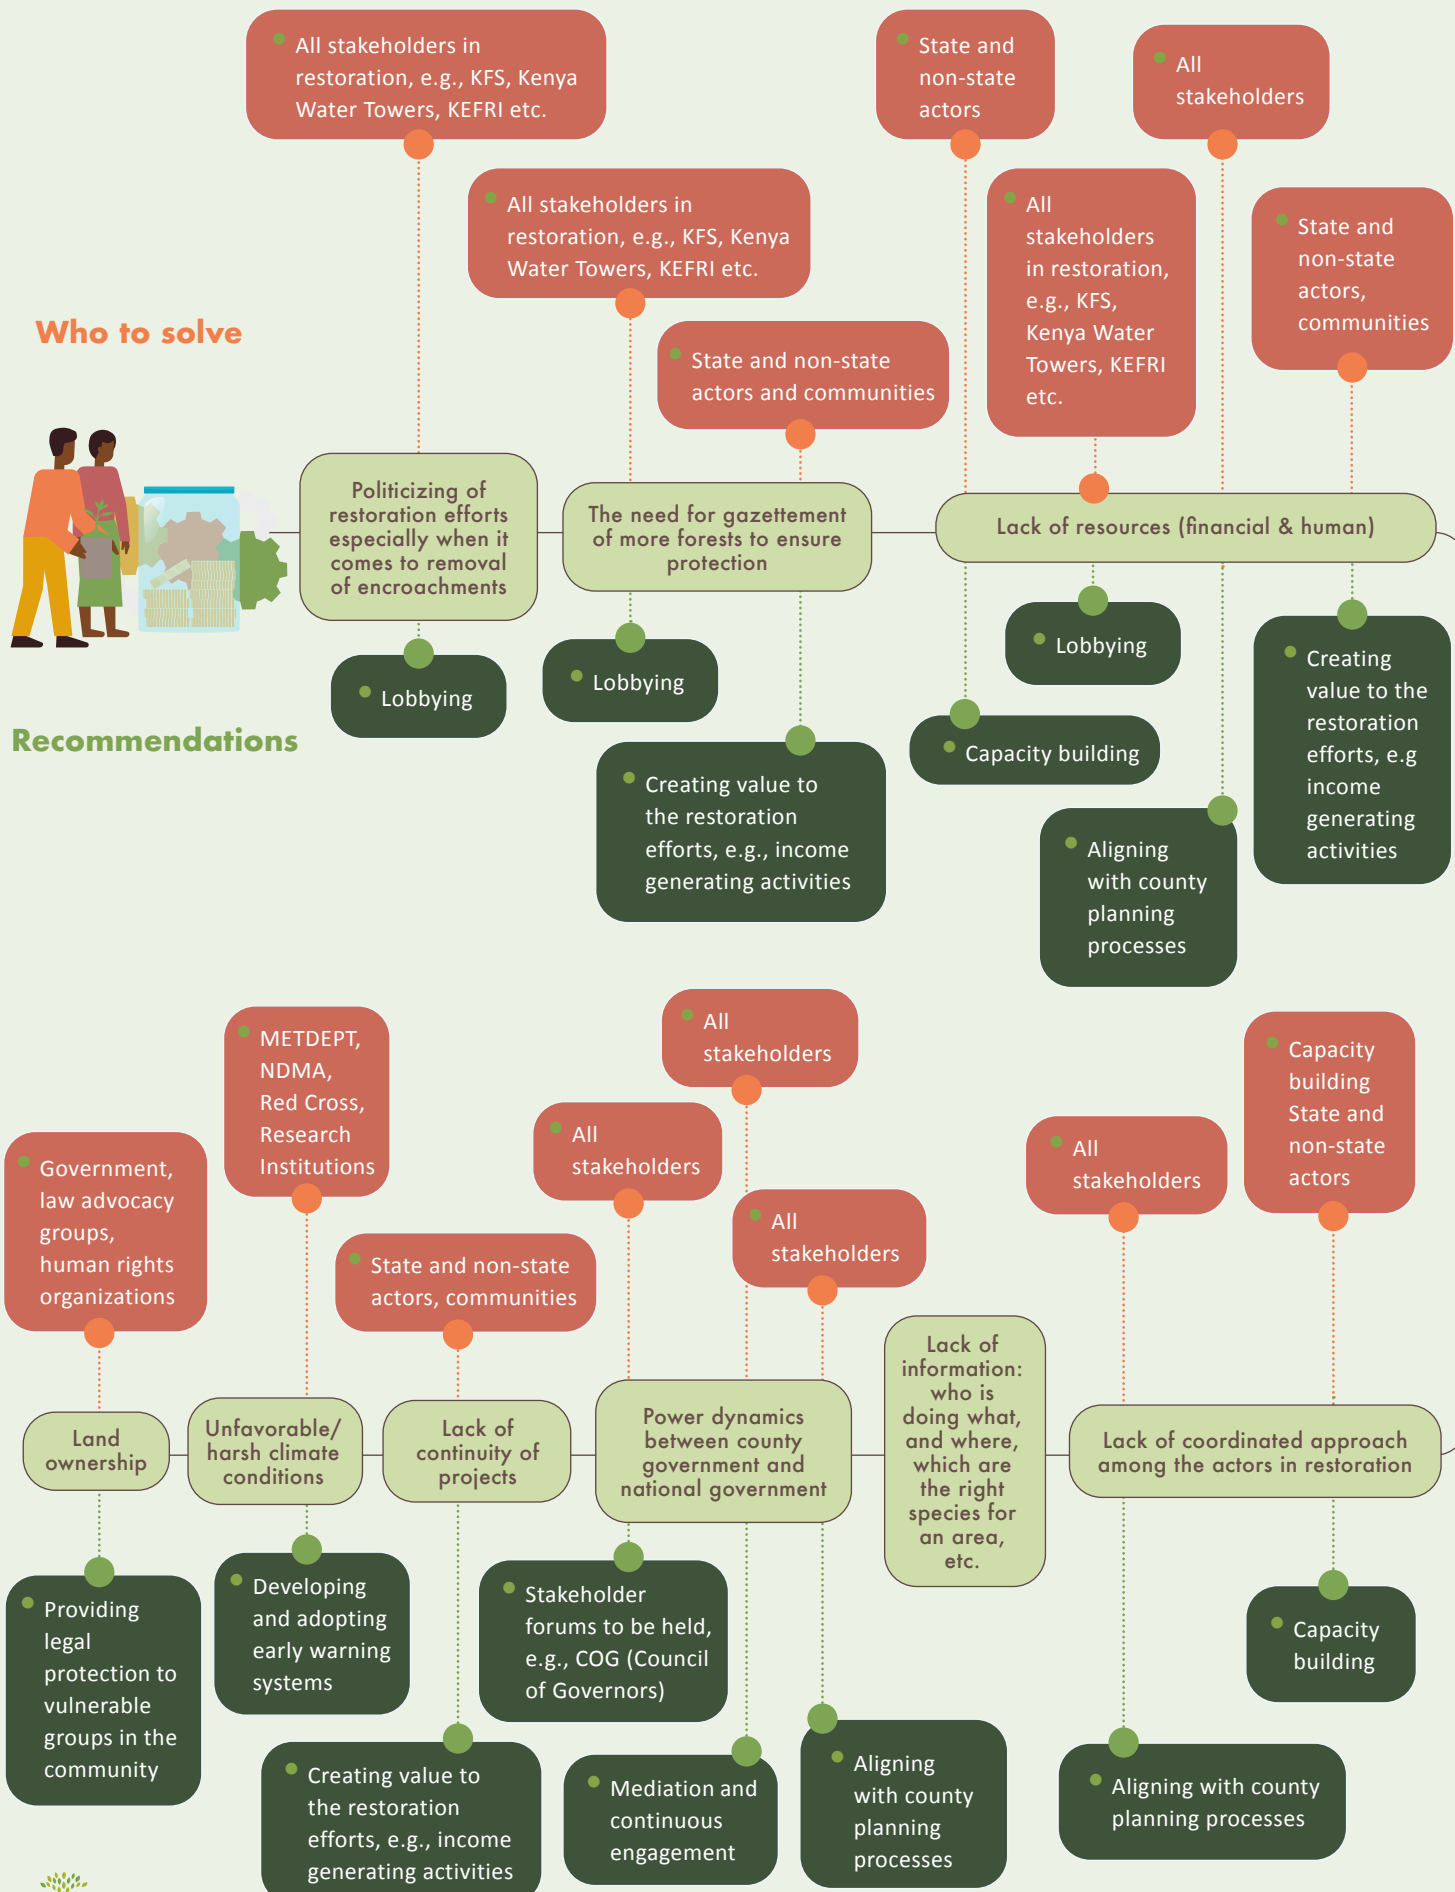 All stakeholders in
restoration, e.g., KFS, Kenya
Water Towers, KEFRI etc.
State and
non-state
actors
All
stakeholders
All stakeholders in
restoration, e.g., KFS, Kenya
Water Towers, KEFRI etc.
All
stakeholders
in restoration,
e.g., KFS,
Kenya Water
Towers, KEFRI
etc.
State and
non-state
actors,
communities
Who to solve
State and non-state
actors and communities
Politicizing of
restoration efforts
especially when it
comes to removal
of encroachments
The need for gazettement
of more forests to ensure
protection
Lack of resources (financial & human)
Lobbying
Lobbying
Lobbying
Creating
value to the
restoration
efforts, e.g
income
generating
activities
Recommendations
Creating value to
the restoration
efforts, e.g., income
generating activities
Capacity building
Aligning
with county
planning
processes
Government,
law advocacy
groups,
human rights
organizations
METDEPT,
NDMA,
Red Cross,
Research
Institutions
State and non-state
actors, communities
All
stakeholders
All
stakeholders
All
stakeholders
All
stakeholders
Capacity
building
State and
non-state
actors
Land
ownership
Unfavorable/
harsh climate
conditions
Lack of
continuity of
projects
Power dynamics
between county
government and
national government
Lack of
information:
who is
doing what,
and where,
which are
the right
species for
an area,
etc.
Lack of coordinated approach
among the actors in restoration
Providing
legal
protection to
vulnerable
groups in the
community
Developing
and adopting
early warning
systems
Creating value to
the restoration
efforts, e.g., income
generating activities
Stakeholder
forums to be held,
e.g., COG (Council
of Governors)
Mediation and
continuous
engagement
Aligning
with county
planning
processes
Aligning with county
planning processes
Capacity
building